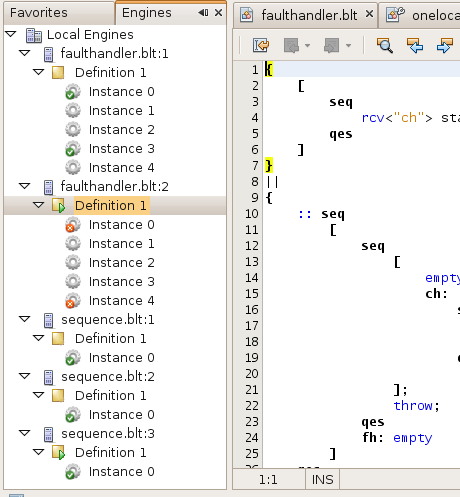 Favorites
Engines
Local Engines
faulthandler.blt:1
Definition 1
Instance 0
Instance 1
Instance 2
Instance 3
Instance 4
faulthandler.blt:2
Definition 1
Instance 0
Instance 1
Instance 2
Instance 3
Instance 4
sequence.blt:1
Definition 1
Instance 0
sequence.blt:2
Definition 1
Instance 0
sequence.blt:3
Definition 1
Instance 0
faulthandler.blt
oneloca
1 {
2 [
3 seq
4 rcv<"ch"> sta
5 qes
6 ]
7 }
8 ||
9 {
10 :: seq
11 [
12 seq
13 [
14 empty
15 ch:
16 s
17
18
19
20
21 ];
22 throw;
23 qes
24 fh: empty
25 ]
1:1 INS